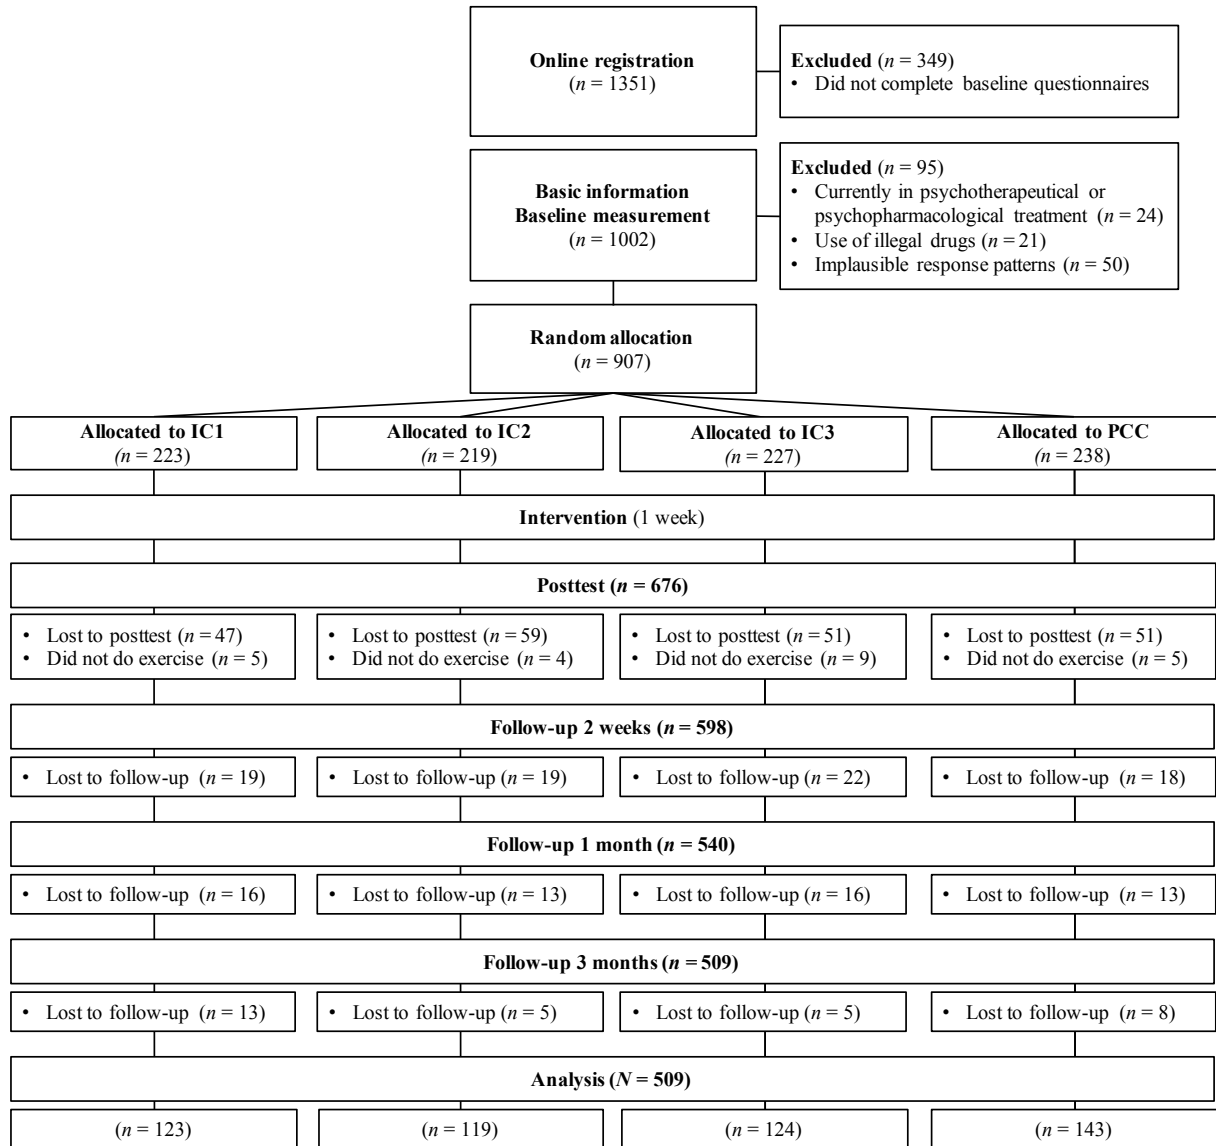 Online registration
(n = 1351)
Excluded (n = 349)
• Did not complete baseline questionnaires
Basic information
Baseline measurement
(n = 1002)
Excluded (n = 95)
• Currently in psychotherapeutical or
psychopharmacological treatment (n = 24)
• Use of illegal drugs (n = 21)
• Implausible response patterns (n = 50)
Random allocation
(n = 907)
Allocated to IC1
(n = 223)
Allocated to IC2
(n = 219)
Allocated to IC3
(n = 227)
Allocated to PCC
(n = 238)
Intervention (1 week)
Posttest (n = 676)
• Lost to posttest (n = 47)
• Did not do exercise (n = 5)
• Lost to posttest (n = 59)
• Did not do exercise (n = 4)
• Lost to posttest (n = 51)
• Did not do exercise (n = 9)
• Lost to posttest (n = 51)
• Did not do exercise (n = 5)
Follow-up 2 weeks (n = 598)
• Lost to follow-up (n = 19)
• Lost to follow-up (n = 19)
• Lost to follow-up (n = 22)
• Lost to follow-up (n = 18)
Follow-up 1 month (n = 540)
• Lost to follow-up (n = 16)
• Lost to follow-up (n = 13)
• Lost to follow-up (n = 16)
• Lost to follow-up (n = 13)
Follow-up 3 months (n = 509)
• Lost to follow-up (n = 13)
• Lost to follow-up (n = 5)
• Lost to follow-up (n = 5)
• Lost to follow-up (n = 8)
Analysis (N = 509)
(n = 123)
(n = 119)
(n = 124)
(n = 143)